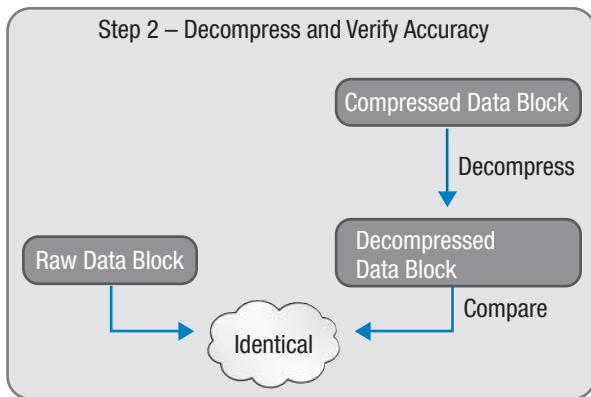 Step 2 – Decompress and Verify Accuracy
Compressed Data Block
Decompress
Raw Data Block
Decompressed
Data Block
Compare
Identical